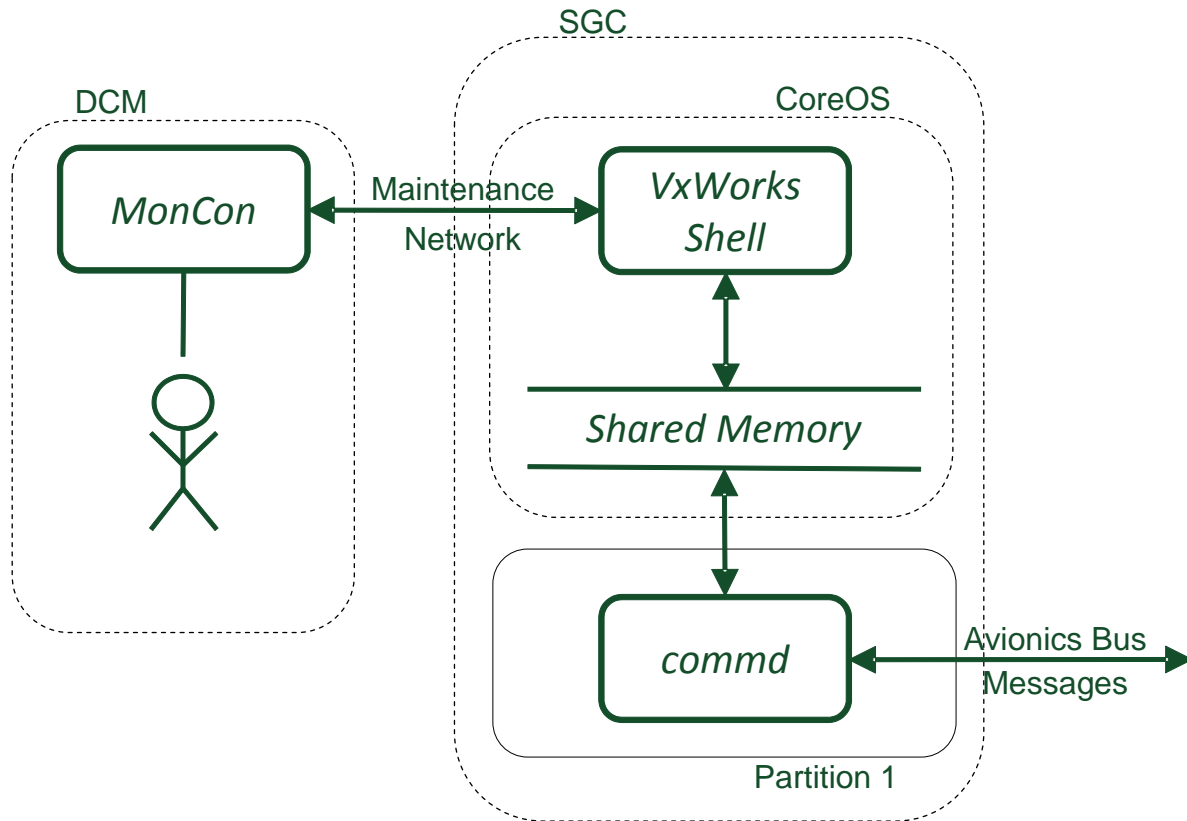 SGC
DCM
CoreOS
MonCon
Maintenance
Network
VxWorks
Shell
Shared Memory
commd
Avionics Bus
Messages
Partition 1